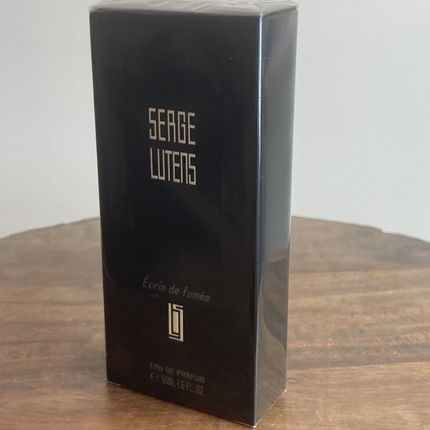 SERGE
LUTENS
Écrin de fumée
EAU DE PARFUM
℮ 50ML 1.6 FL. OZ.